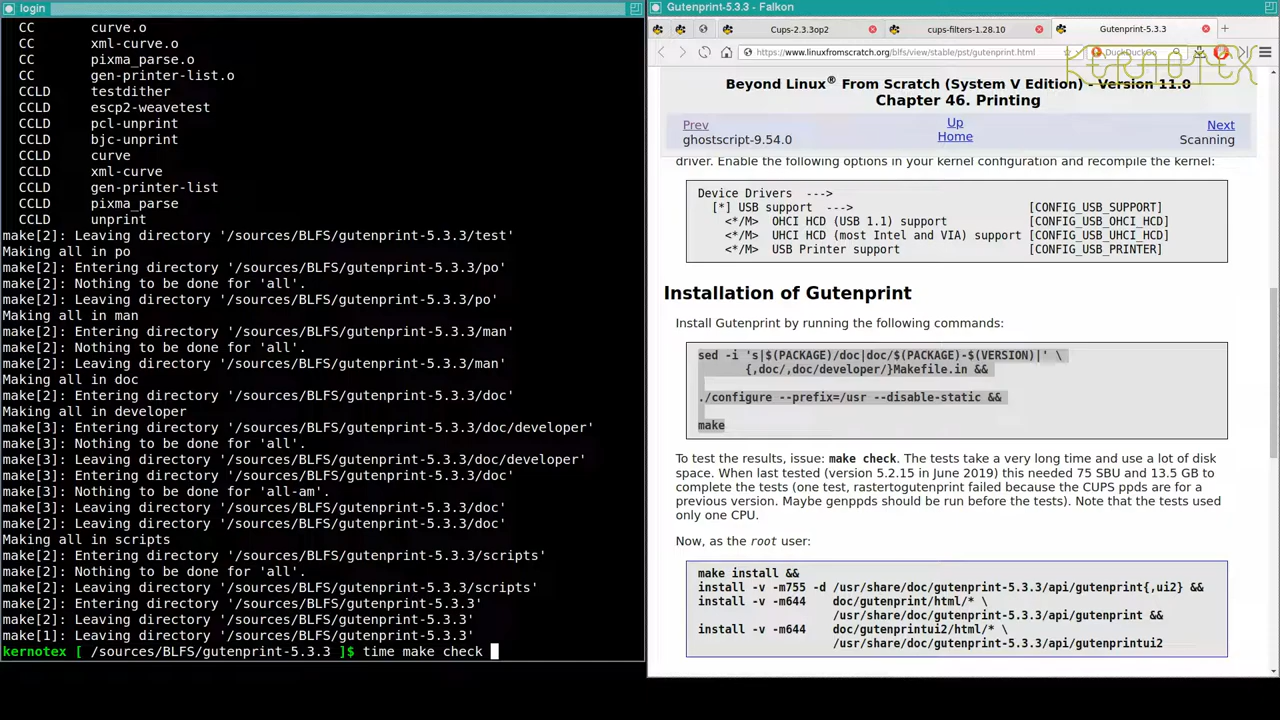 login
CC curve.o
CC xml-curve.o
CC pixma_parse.o
CC gen-printer-list.o
CCLD testdither
CCLD escp2-weavetest
CCLD pcl-unprint
CCLD bjc-unprint
CCLD curve
CCLD xml-curve
CCLD gen-printer-list
CCLD pixma_parse
CCLD unprint
make[2]: Leaving directory '/sources/BLFS/gutenprint-5.3.3/test'
Making all in po
make[2]: Entering directory '/sources/BLFS/gutenprint-5.3.3/po'
make[2]: Nothing to be done for 'all'.
make[2]: Leaving directory '/sources/BLFS/gutenprint-5.3.3/po'
Making all in man
make[2]: Entering directory '/sources/BLFS/gutenprint-5.3.3/man'
make[2]: Nothing to be done for 'all'.
make[2]: Leaving directory '/sources/BLFS/gutenprint-5.3.3/man'
Making all in doc
make[2]: Entering directory '/sources/BLFS/gutenprint-5.3.3/doc'
Making all in developer
make[3]: Entering directory '/sources/BLFS/gutenprint-5.3.3/doc/developer'
make[3]: Nothing to be done for 'all'.
make[3]: Leaving directory '/sources/BLFS/gutenprint-5.3.3/doc/developer'
make[3]: Entering directory '/sources/BLFS/gutenprint-5.3.3/doc'
make[3]: Nothing to be done for 'all-am'.
make[3]: Leaving directory '/sources/BLFS/gutenprint-5.3.3/doc'
make[2]: Leaving directory '/sources/BLFS/gutenprint-5.3.3/doc'
Making all in scripts
make[2]: Entering directory '/sources/BLFS/gutenprint-5.3.3/scripts'
make[2]: Nothing to be done for 'all'.
make[2]: Leaving directory '/sources/BLFS/gutenprint-5.3.3/scripts'
make[2]: Entering directory '/sources/BLFS/gutenprint-5.3.3'
make[2]: Leaving directory '/sources/BLFS/gutenprint-5.3.3'
make[1]: Leaving directory '/sources/BLFS/gutenprint-5.3.3'
kernotex [ /sources/BLFS/gutenprint-5.3.3 ]$ time make check
Gutenprint-5.3.3 - Falkon
Cups-2.3.3op2 cups-filters-1.28.10 Gutenprint-5.3.3
https://www.linuxfromscratch.org/blfs/view/stable/pst/gutenprint.html DuckDuckGo
KERNOTEX
Beyond Linux® From Scratch (System V Edition) - Version 11.0
Chapter 46. Printing
Prev Up Next
ghostscript-9.54.0 Home Scanning
driver. Enable the following options in your kernel configuration and recompile the kernel:
Device Drivers --->
[*] USB support ---> [CONFIG_USB_SUPPORT]
<*/M> OHCI HCD (USB 1.1) support [CONFIG_USB_OHCI_HCD]
<*/M> UHCI HCD (most Intel and VIA) support [CONFIG_USB_UHCI_HCD]
<*/M> USB Printer support [CONFIG_USB_PRINTER]
Installation of Gutenprint
Install Gutenprint by running the following commands:
sed -i 's|$(PACKAGE)/doc|doc/$(PACKAGE)-$(VERSION)|' \
{,doc/,doc/developer/}Makefile.in &&
./configure --prefix=/usr --disable-static &&
make
To test the results, issue: make check. The tests take a very long time and use a lot of disk
space. When last tested (version 5.2.15 in June 2019) this needed 75 SBU and 13.5 GB to
complete the tests (one test, rastertogutenprint failed because the CUPS ppds are for a
previous version. Maybe genppds should be run before the tests). Note that the tests used
only one CPU.
Now, as the root user:
make install &&
install -v -m755 -d /usr/share/doc/gutenprint-5.3.3/api/gutenprint{,ui2} &&
install -v -m644 doc/gutenprint/html/* \
/usr/share/doc/gutenprint-5.3.3/api/gutenprint &&
install -v -m644 doc/gutenprintui2/html/* \
/usr/share/doc/gutenprint-5.3.3/api/gutenprintui2